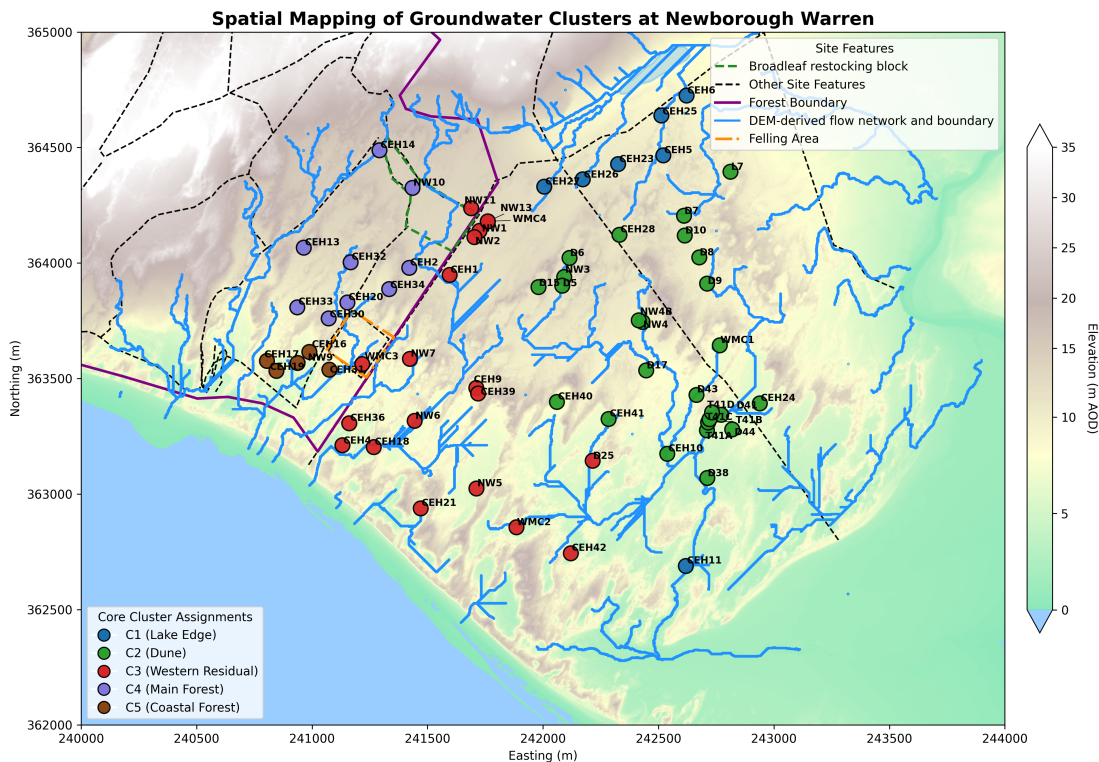 Spatial Mapping of Groundwater Clusters at Newborough Warren
365000
364500
364000
363500
363000
362500
362000
Northing (m)
240000
240500
241000
241500
242000
242500
243000
243500
244000
Easting (m)
Site Features
Broadleaf restocking block
Other Site Features
Forest Boundary
DEM-derived flow network and boundary
Felling Area
Core Cluster Assignments
C1 (Lake Edge)
C2 (Dune)
C3 (Western Residual)
C4 (Main Forest)
C5 (Coastal Forest)
35
30
25
20
15
10
5
0
Elevation (m AOD)
CEH6
CEH25
CEH5
CEH23
CEH26
CEH27
L7
CEH14
NW10
NW11
NW13
WMC4
NW1
NW2
D7
D10
CEH28
CEH13
CEH32
CEH2
CEH1
CEH34
D6
NW3
D15
D5
D8
D9
CEH33
CEH20
CEH30
NW4B
NW4
WMC1
CEH16
CEH17
NW9
CEH19
CEH31
WMC3
NW7
D17
CEH9
CEH39
CEH40
D43
CEH24
T41D
D41
T41C
T41B
D44
T41A
CEH36
NW6
CEH41
CEH4
CEH18
CEH10
D25
D38
NW5
CEH21
WMC2
CEH42
CEH11